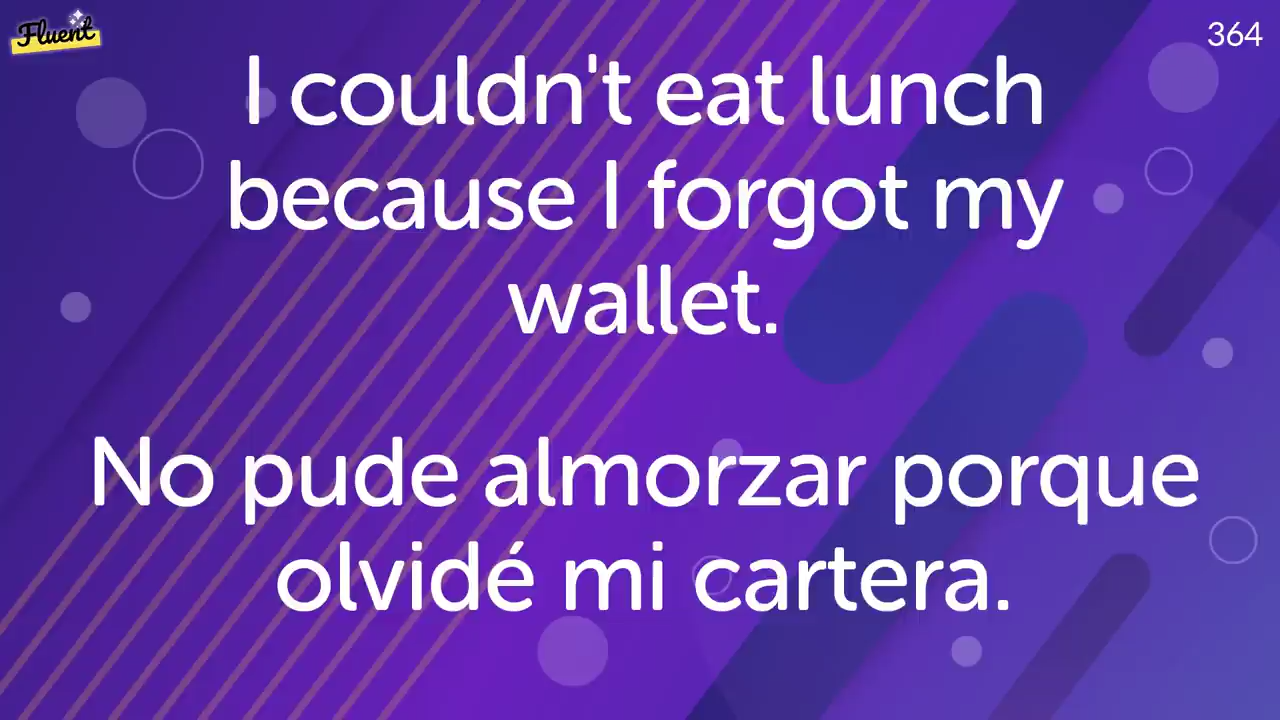 Fluent
364
I couldn't eat lunch
because I forgot my
wallet.
No pude almorzar porque
olvidé mi cartera.